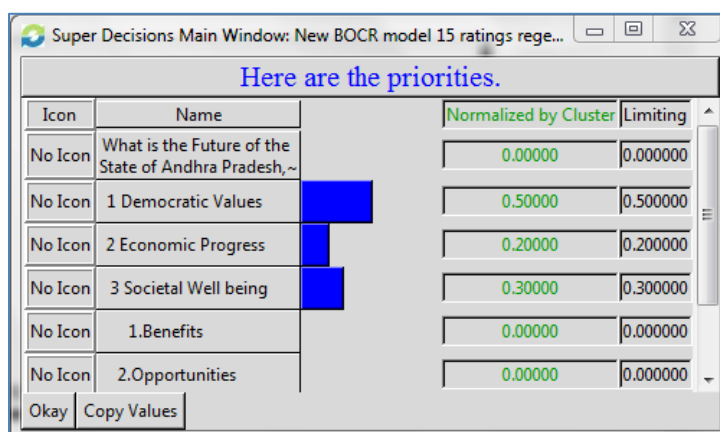 Super Decisions Main Window: New BOCR model 15 ratings rege...
Here are the priorities.
Icon Name Normalized by Cluster Limiting
No Icon What is the Future of the
State of Andhra Pradesh,~ 0.00000 0.000000
No Icon 1 Democratic Values 0.50000 0.500000
No Icon 2 Economic Progress 0.20000 0.200000
No Icon 3 Societal Well being 0.30000 0.300000
No Icon 1.Benefits 0.00000 0.000000
No Icon 2.Opportunities 0.00000 0.000000
Okay Copy Values